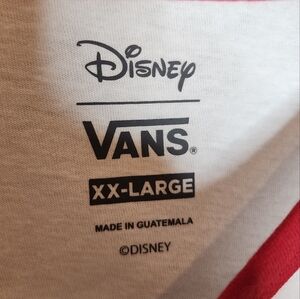 Disney
VANS®
XX-LARGE
MADE IN GUATEMALA
©DISNEY